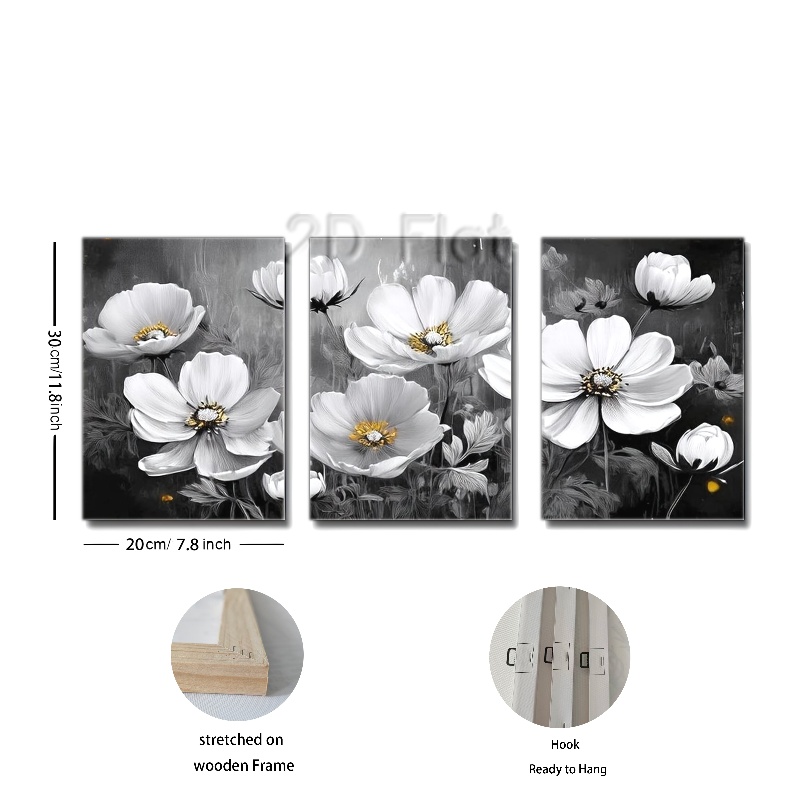 2D Flat
30cm/11.8inch
20cm/ 7.8 inch
stretched on
wooden Frame
Hook
Ready to Hang